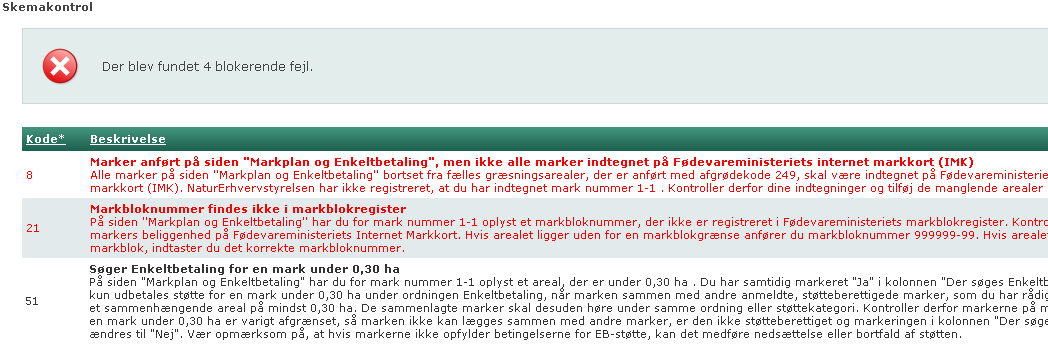 Skemakontrol
Der blev fundet 4 blokerende fejl.
Kode* Beskrivelse
Marker anført på siden "Markplan og Enkeltbetaling", men ikke alle marker indtegnet på Fødevareministeriets internet markkort (IMK)
8 Alle marker på siden "Markplan og Enkeltbetaling" bortset fra fælles græsningsarealer, der er anført med afgrødekode 249, skal være indtegnet på Fødevareministerie
markkort (IMK). NaturErhvervstyrelsen har ikke registreret, at du har indtegnet mark nummer 1-1 . Kontroller derfor dine indtegninger og tilføj de manglende arealer
Markbloknummer findes ikke i markblokregister
21 På siden "Markplan og Enkeltbetaling" har du for mark nummer 1-1 oplyst et markbloknummer, der ikke er registreret i Fødevareministeriets markblokregister. Kontro
markers beliggenhed på Fødevareministeriets Internet Markkort. Hvis arealet ligger uden for en markblokgrænse anfører du markbloknummer 999999-99. Hvis areale
markblok, indtaster du det korrekte markbloknummer.
Søger Enkeltbetaling for en mark under 0,30 ha
På siden "Markplan og Enkeltbetaling" har du for mark nummer 1-1 oplyst et areal, der er under 0,30 ha . Du har samtidig markeret "Ja" i kolonnen "Der søges Enkeltb
kun udbetales støtte for en mark under 0,30 ha under ordningen Enkeltbetaling, når marken sammen med andre anmeldte, støtteberettigede marker, som du har rådig
51 et sammenhængende areal på mindst 0,30 ha. De sammenlagte marker skal desuden høre under samme ordning eller støttekategori. Kontroller derfor markerne på m
en mark under 0,30 ha er varigt afgrænset, så marken ikke kan lægges sammen med andre marker, er den ikke støtteberettiget og markeringen i kolonnen "Der søge
ændres til "Nej". Vær opmærksom på, at hvis markerne ikke opfylder betingelserne for EB-støtte, kan det medføre nedsættelse eller bortfald af støtten.